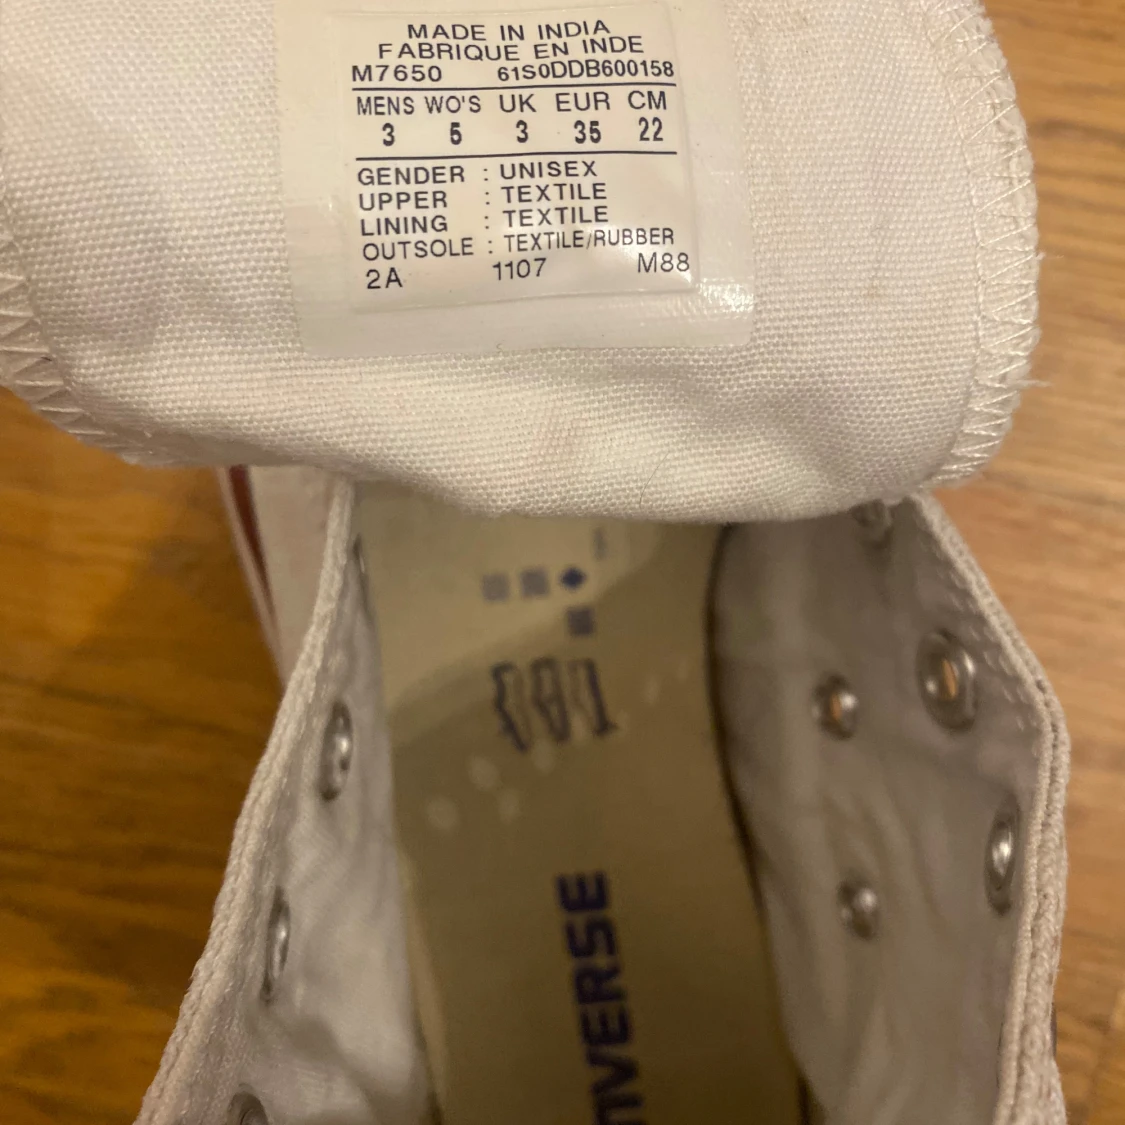 MADE IN INDIA
FABRIQUE EN INDE
M7650 61S0DDB600158
MENS WO'S UK EUR CM
3 5 3 35 22
GENDER : UNISEX
UPPER : TEXTILE
LINING : TEXTILE
OUTSOLE : TEXTILE/RUBBER
2A 1107 M88
VERSE